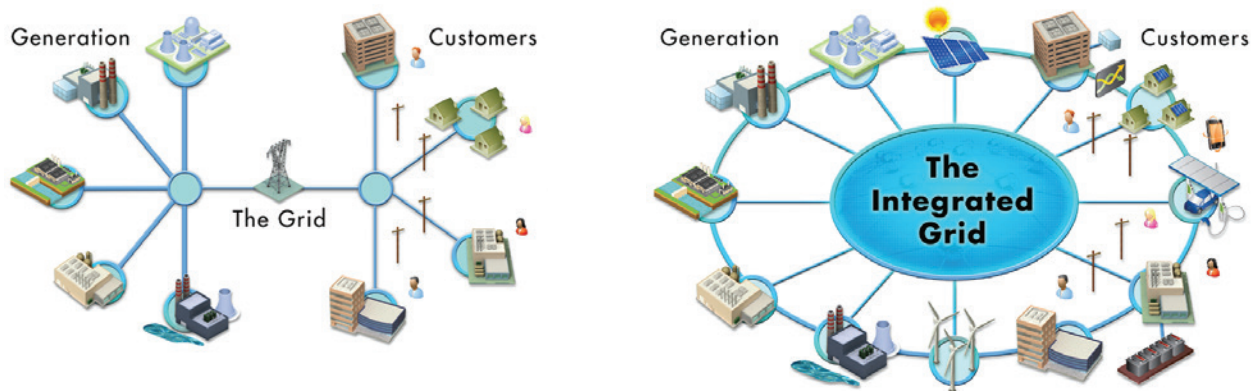 Generation
Customers
The Grid
Generation
Customers
The
Integrated
Grid